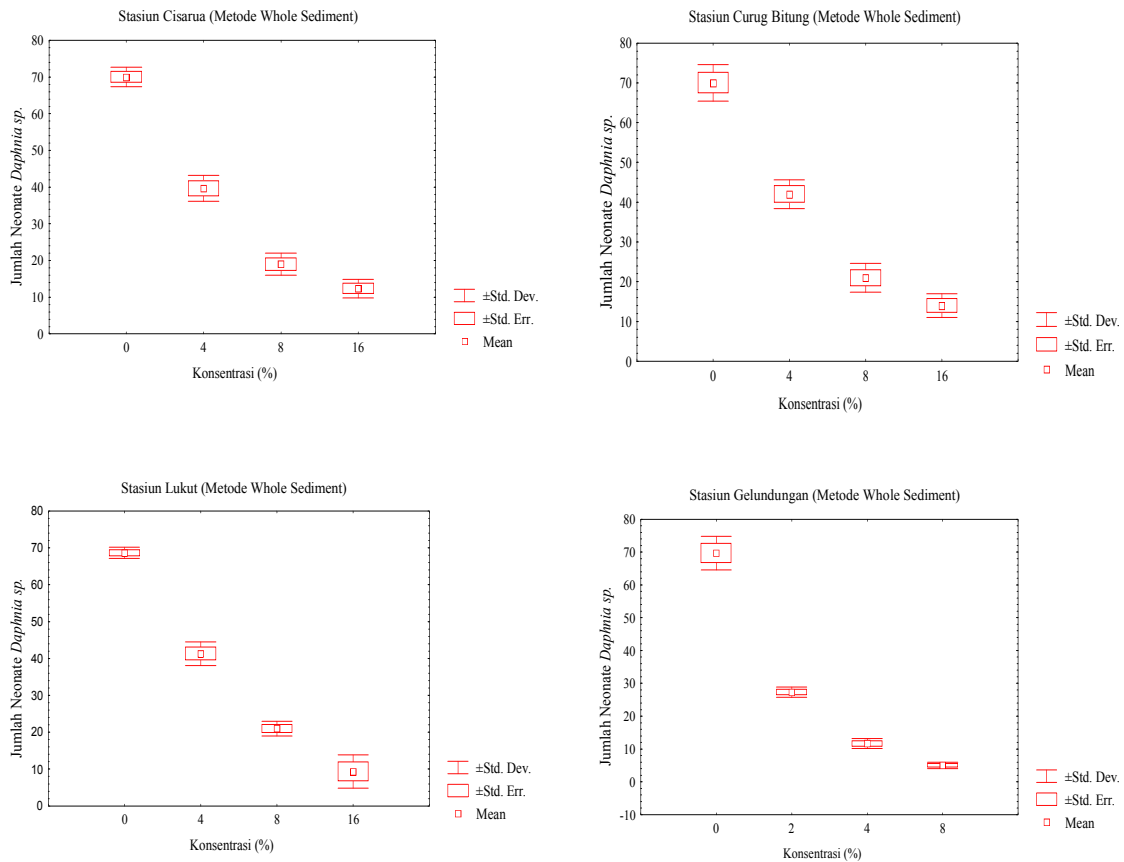 Stasiun Cisarua (Metode Whole Sediment)
Jumlah Neonate Daphnia sp.
80
70
60
50
40
30
20
10
0
0 4 8 16
Konsentrasi (%)
±Std. Dev.
±Std. Err.
Mean
Stasiun Curug Bitung (Metode Whole Sediment)
Jumlah Neonate Daphnia sp.
80
70
60
50
40
30
20
10
0
0 4 8 16
Konsentrasi (%)
±Std. Dev.
±Std. Err.
Mean
Stasiun Lukut (Metode Whole Sediment)
Jumlah Neonate Daphnia sp.
80
70
60
50
40
30
20
10
0
0 4 8 16
Konsentrasi (%)
±Std. Dev.
±Std. Err.
Mean
Stasiun Gelundungan (Metode Whole Sediment)
Jumlah Neonate Daphnia sp.
80
70
60
50
40
30
20
10
0
-10
0 2 4 8
Konsentrasi (%)
±Std. Dev.
±Std. Err.
Mean